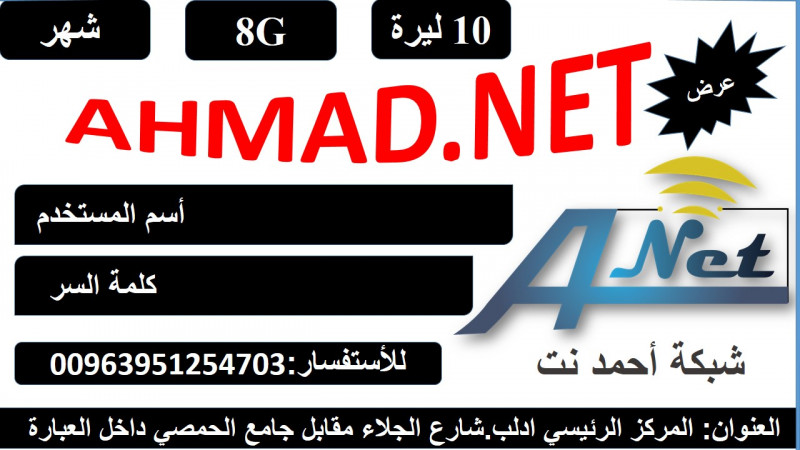 10 ليرة
8G
شهر
عرض
AHMAD.NET
أسم المستخدم
كلمة السر
A Net
شبكة أحمد نت
للأستفسار:00963951254703
العنوان: المركز الرئيسي ادلب.شارع الجلاء مقابل جامع الحمصي داخل العبارة